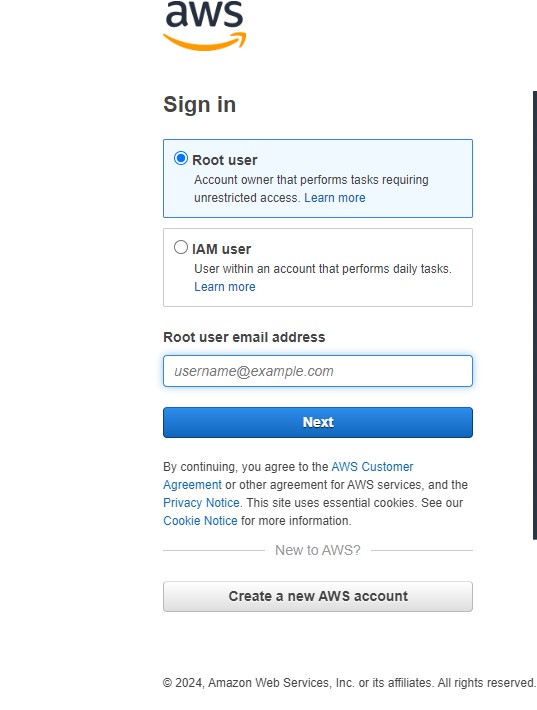 aws
Sign in
Root user
Account owner that performs tasks requiring
unrestricted access. Learn more
IAM user
User within an account that performs daily tasks.
Learn more
Root user email address
username@example.com
Next
By continuing, you agree to the AWS Customer
Agreement or other agreement for AWS services, and the
Privacy Notice. This site uses essential cookies. See our
Cookie Notice for more information.
New to AWS?
Create a new AWS account
© 2024, Amazon Web Services, Inc. or its affiliates. All rights reserved.